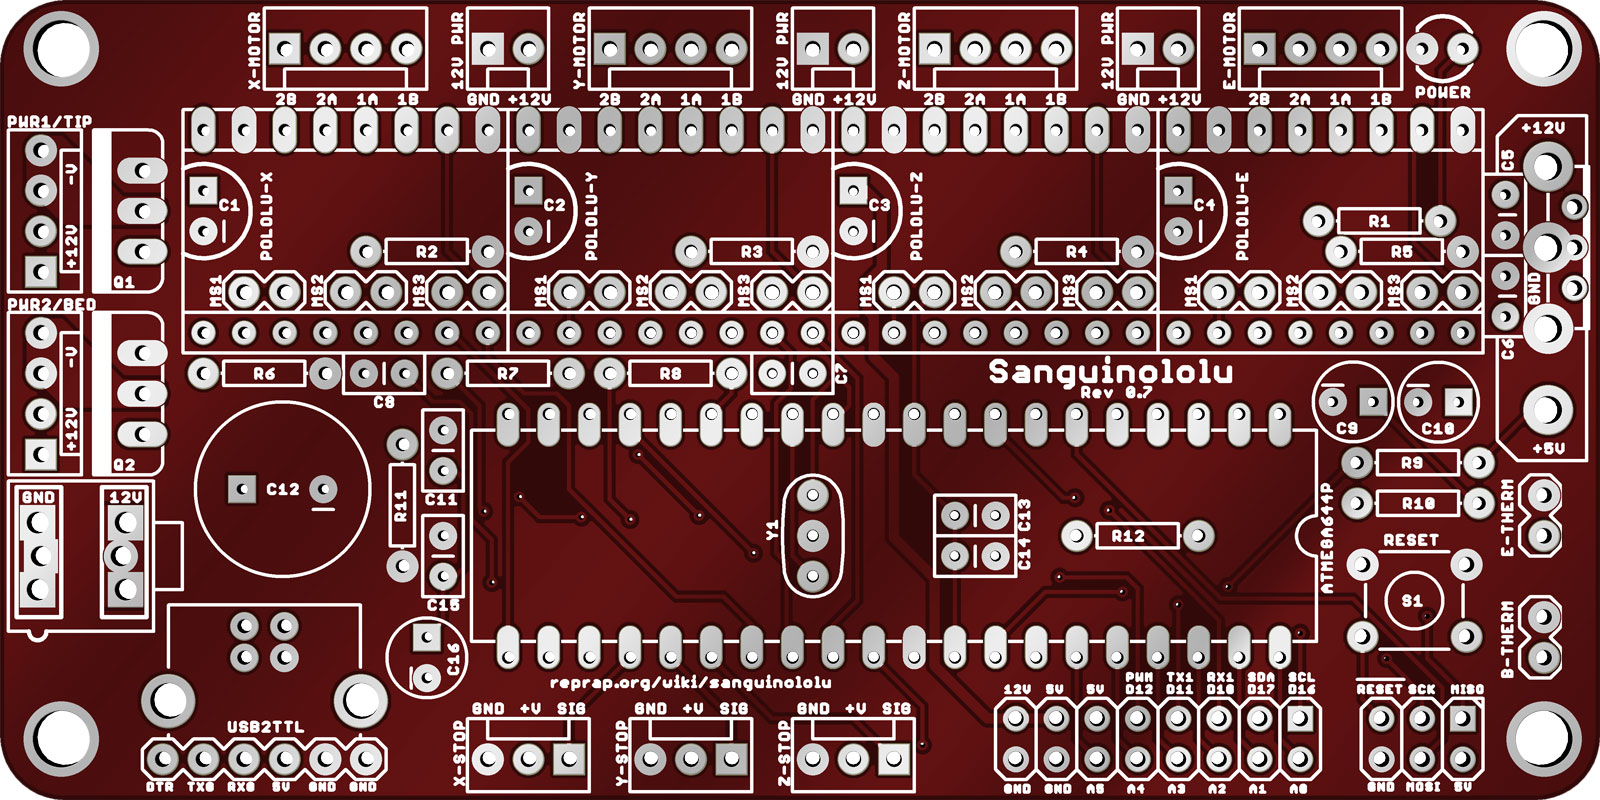 X-MOTOR
2B 2A 1A 1B
12V PWR
GND +12V
Y-MOTOR
2B 2A 1A 1B
12V PWR
GND +12V
Z-MOTOR
2B 2A 1A 1B
12V PWR
GND +12V
E-MOTOR
2B 2A 1A 1B
POWER
PWR1/TIP
-V
+12V
Q1
C1
POLOLU-X
R2
MS1 MS2 MS3
C2
POLOLU-Y
R3
MS1 MS2 MS3
C3
POLOLU-Z
R4
MS1 MS2 MS3
C4
POLOLU-E
R1
R5
MS1 MS2 MS3
+12V
C5
GND
C6
+5V
PWR2/BED
-V
+12V
Q2
R6
C8
R7
R8
C7
Sanguinololu
Rev 0.7
C9
C10
R9
R10
GND 12V
C12
R11
C11
C15
Y1
C13
C14
R12
ATMEGA644P
E-THERM
RESET
S1
B-THERM
C16
reprap.org/wiki/sanguinololu
USB2TTL
DTR TXO RXO 5V GND GND
X-STOP
GND +V SIG
Y-STOP
GND +V SIG
Z-STOP
GND +V SIG
PWM TX1 RX1 SDA SCL
12V 5V 5V D12 D11 D10 D17 D16
GND GND A5 A4 A3 A2 A1 A0
RESET SCK MISO
GND MOSI 5V